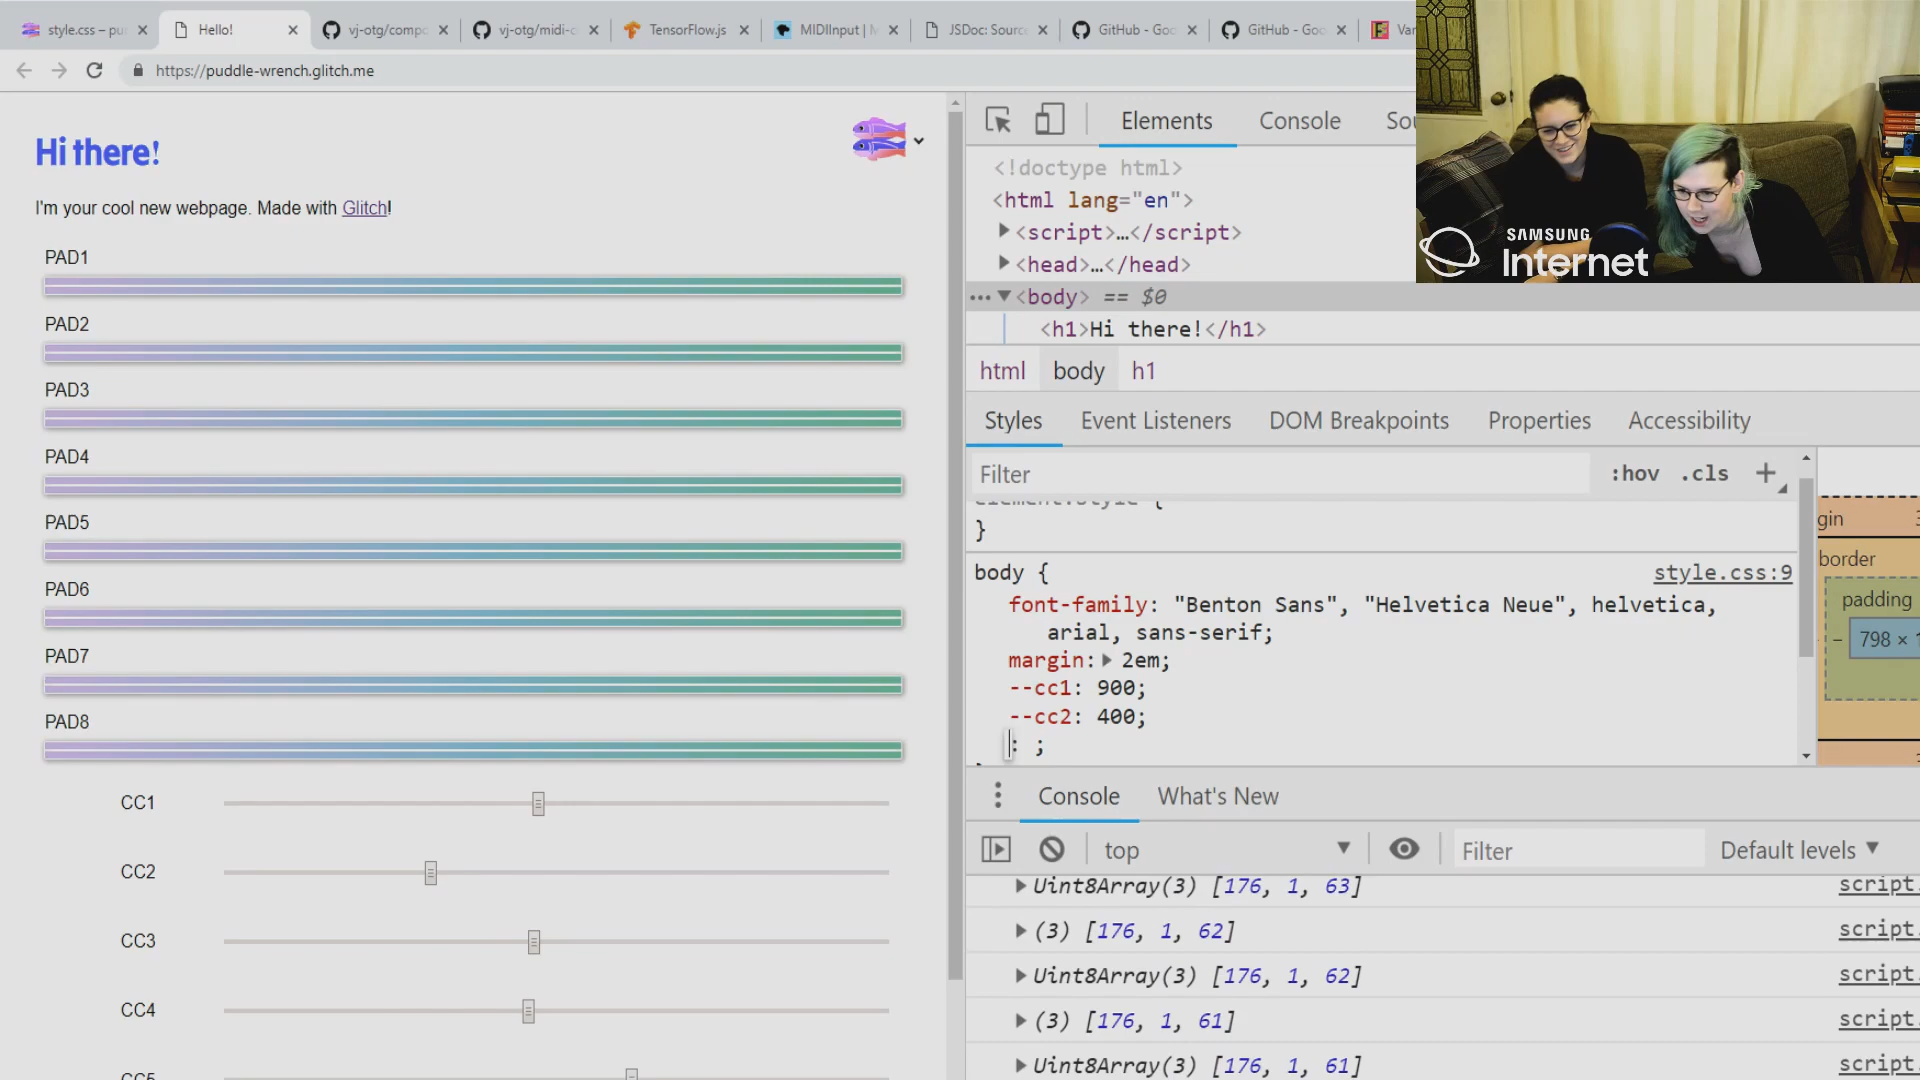 style.css – pu
Hello!
vj-otg/comp
vj-otg/midi-c
TensorFlow.js
MIDIInput | M
JSDoc: Sourc
GitHub - Goo
GitHub - Goo
Var
https://puddle-wrench.glitch.me
Hi there!
I'm your cool new webpage. Made with Glitch!
PAD1
PAD2
PAD3
PAD4
PAD5
PAD6
PAD7
PAD8
CC1
CC2
CC3
CC4
CC5
Elements
Console
Sou
<!doctype html>
<html lang="en">
<script>…</script>
<head>…</head>
… <body> == $0
<h1>Hi there!</h1>
html
body
h1
Styles
Event Listeners
DOM Breakpoints
Properties
Accessibility
Filter
:hov
.cls
element.style {
}
body {
style.css:9
font-family: "Benton Sans", "Helvetica Neue", helvetica,
arial, sans-serif;
margin: 2em;
--cc1: 900;
--cc2: 400;
: ;
gin
border
padding
798 ×
Console
What's New
top
Filter
Default levels
Uint8Array(3) [176, 1, 63]
script.
(3) [176, 1, 62]
script.
Uint8Array(3) [176, 1, 62]
script.
(3) [176, 1, 61]
script.
Uint8Array(3) [176, 1, 61]
script.
SAMSUNG
Internet